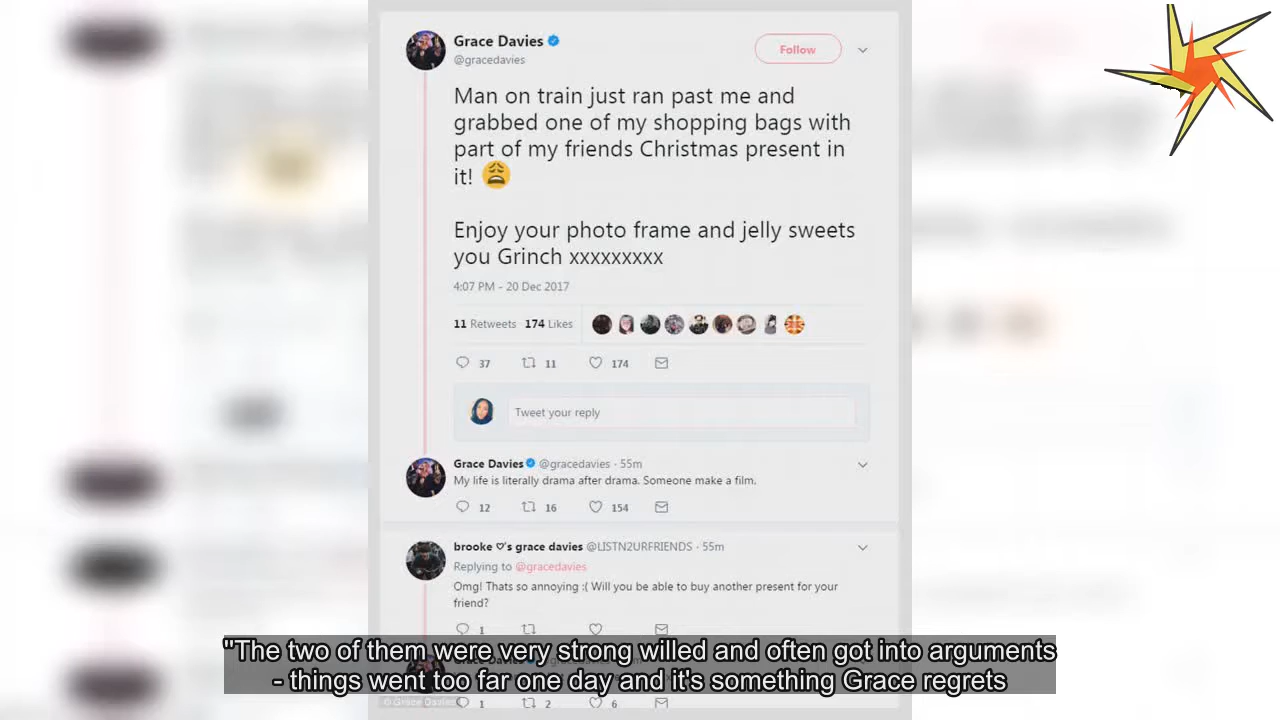 Grace Davies
@gracedavies
Follow
Man on train just ran past me and
grabbed one of my shopping bags with
part of my friends Christmas present in
it! 😩
Enjoy your photo frame and jelly sweets
you Grinch xxxxxxxxx
4:07 PM - 20 Dec 2017
11 Retweets 174 Likes
37 11 174
Tweet your reply
Grace Davies @gracedavies · 55m
My life is literally drama after drama. Someone make a film.
12 16 154
brooke ♡'s grace davies @LISTN2URFRIENDS · 55m
Replying to @gracedavies
Omg! Thats so annoying :( Will you be able to buy another present for your
friend?
1
"The two of them were very strong willed and often got into arguments
- things went too far one day and it's something Grace regrets
© Grace Davies
1 2 6